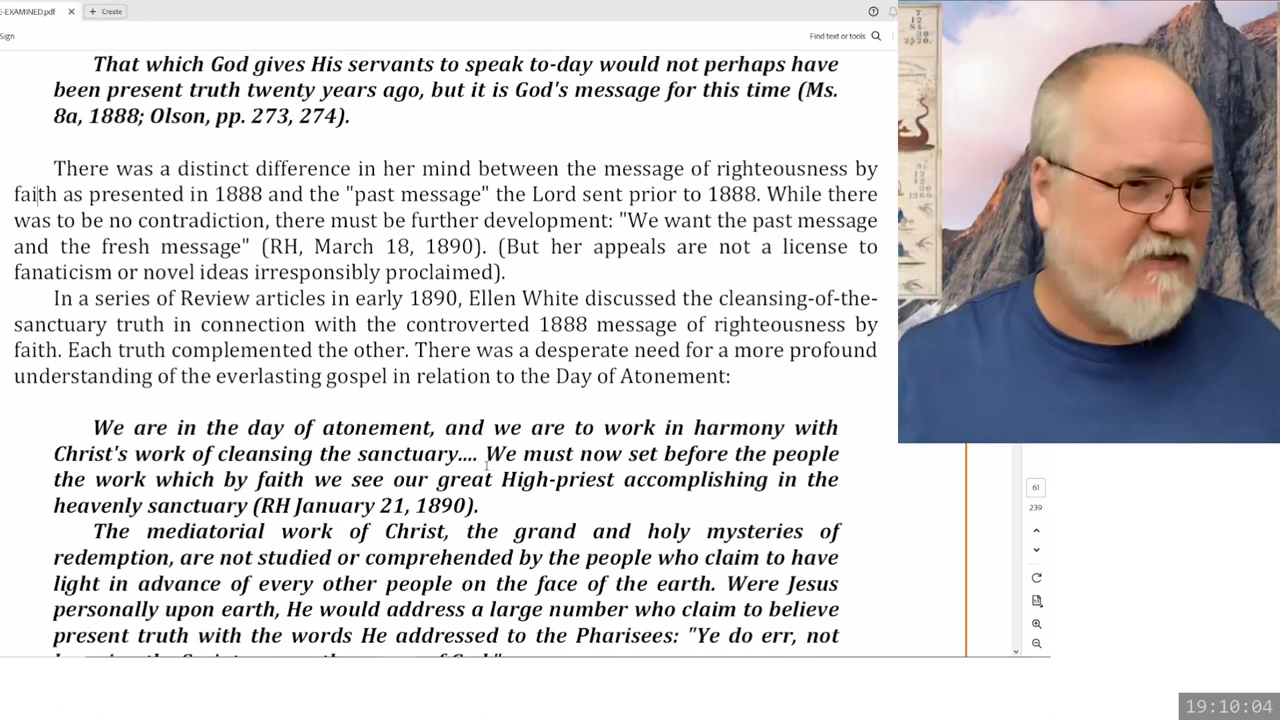 E-EXAMINED.pdf
Create
Sign
Find text or tools
That which God gives His servants to speak to-day would not perhaps have
been present truth twenty years ago, but it is God's message for this time (Ms.
8a, 1888; Olson, pp. 273, 274).
There was a distinct difference in her mind between the message of righteousness by
faith as presented in 1888 and the "past message" the Lord sent prior to 1888. While there
was to be no contradiction, there must be further development: "We want the past message
and the fresh message" (RH, March 18, 1890). (But her appeals are not a license to
fanaticism or novel ideas irresponsibly proclaimed).
In a series of Review articles in early 1890, Ellen White discussed the cleansing-of-the-
sanctuary truth in connection with the controverted 1888 message of righteousness by
faith. Each truth complemented the other. There was a desperate need for a more profound
understanding of the everlasting gospel in relation to the Day of Atonement:
We are in the day of atonement, and we are to work in harmony with
Christ's work of cleansing the sanctuary.... We must now set before the people
the work which by faith we see our great High-priest accomplishing in the
heavenly sanctuary (RH January 21, 1890).
The mediatorial work of Christ, the grand and holy mysteries of
redemption, are not studied or comprehended by the people who claim to have
light in advance of every other people on the face of the earth. Were Jesus
personally upon earth, He would address a large number who claim to believe
present truth with the words He addressed to the Pharisees: "Ye do err, not
61
239
19:10:04